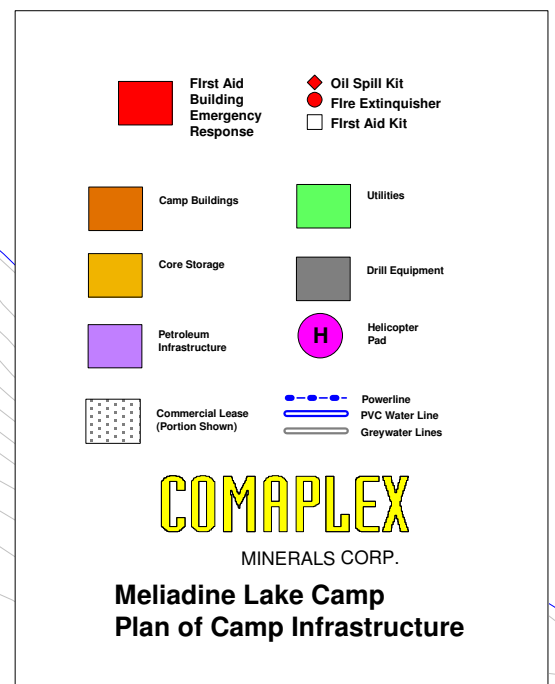 FIrst Aid
Building
Emergency
Response
Oil Spill Kit
FIre Extinquisher
FIrst Aid Kit
Camp Buildings
Utilities
Core Storage
Drill Equipment
Petroleum
Infrastructure
H
Helicopter
Pad
Commercial Lease
(Portion Shown)
Powerline
PVC Water Line
Greywater Lines
COMAPLEX
MINERALS CORP.
Meliadine Lake Camp
Plan of Camp Infrastructure